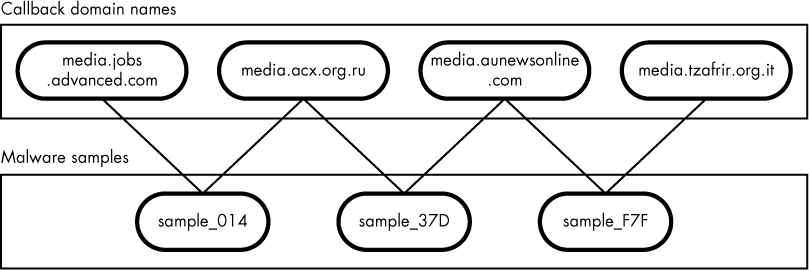 Callback domain names
media.jobs
.advanced.com
media.acx.org.ru
media.aunewsonline
.com
media.tzafrir.org.it
Malware samples
sample_014
sample_37D
sample_F7F